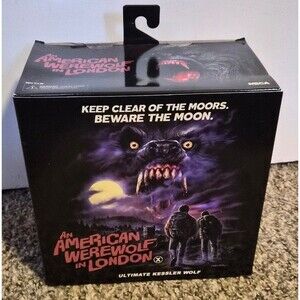 AN
AMERICAN
WEREWOLF
IN LONDON
NECA
KEEP CLEAR OF THE MOORS.
BEWARE THE MOON.
AN
AMERICAN
WEREWOLF
IN LONDON
ULTIMATE KESSLER WOLF